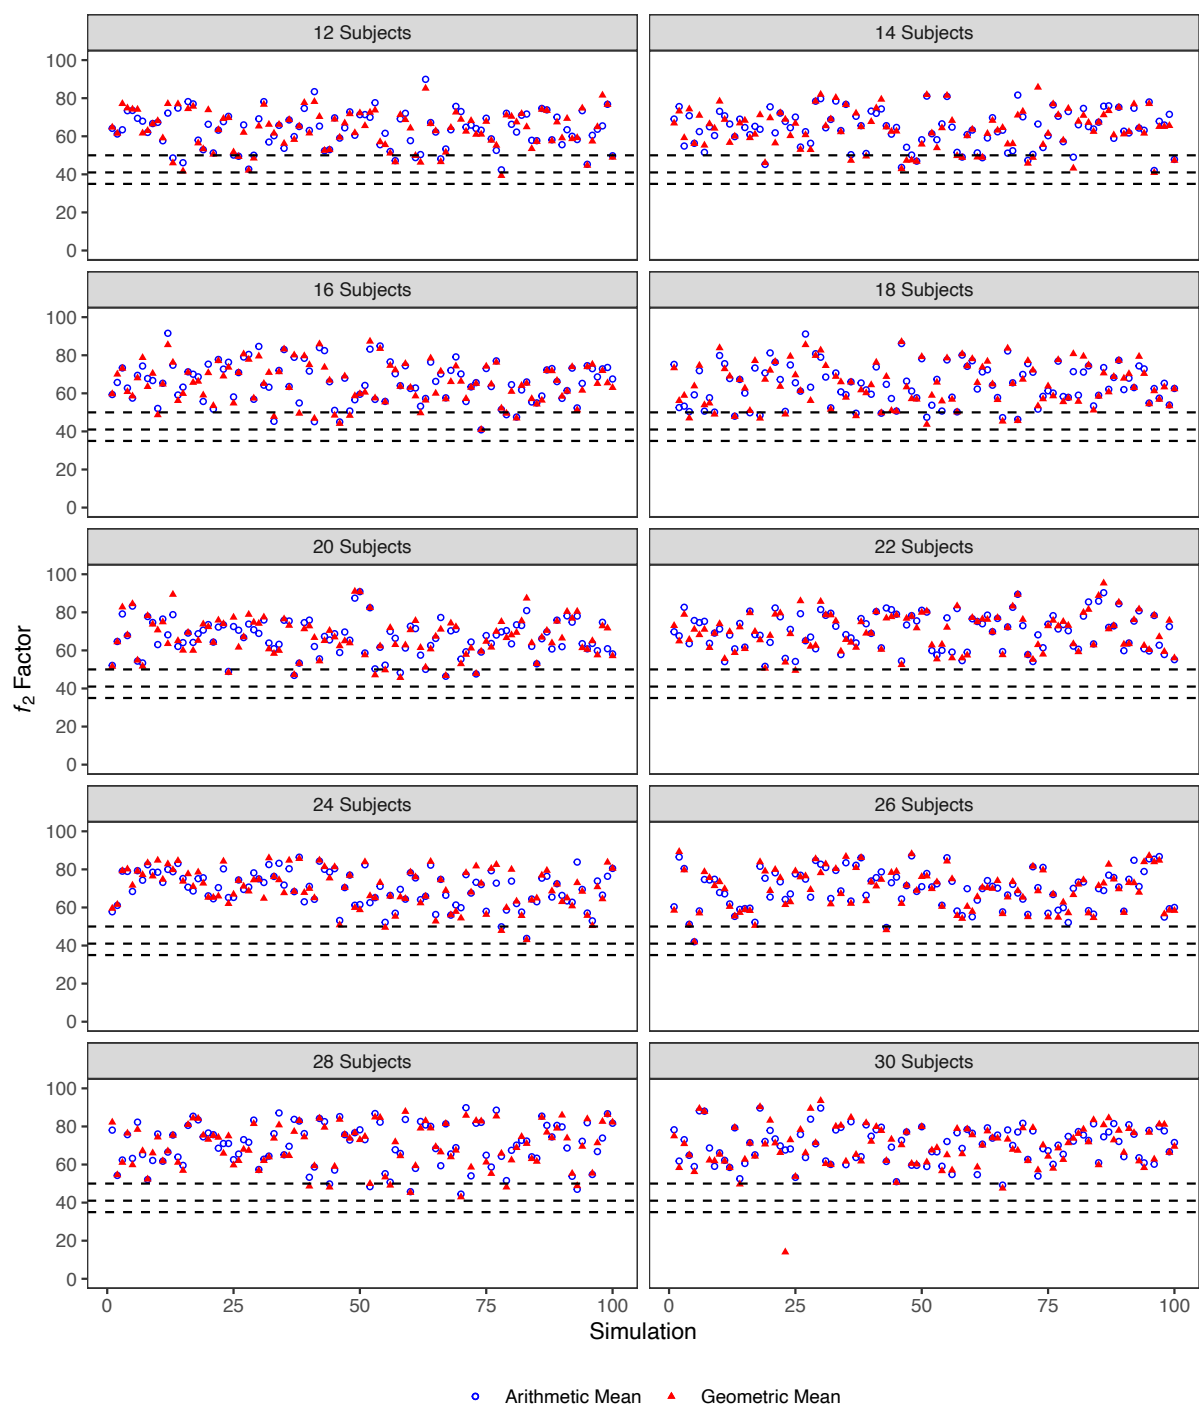 12 Subjects
14 Subjects
100
80
60
40
20
0
16 Subjects
18 Subjects
100
80
60
40
20
0
20 Subjects
22 Subjects
100
80
60
40
20
0
f2 Factor
24 Subjects
26 Subjects
100
80
60
40
20
0
28 Subjects
30 Subjects
100
80
60
40
20
0
0 25 50 75 100
0 25 50 75 100
Simulation
Arithmetic Mean Geometric Mean